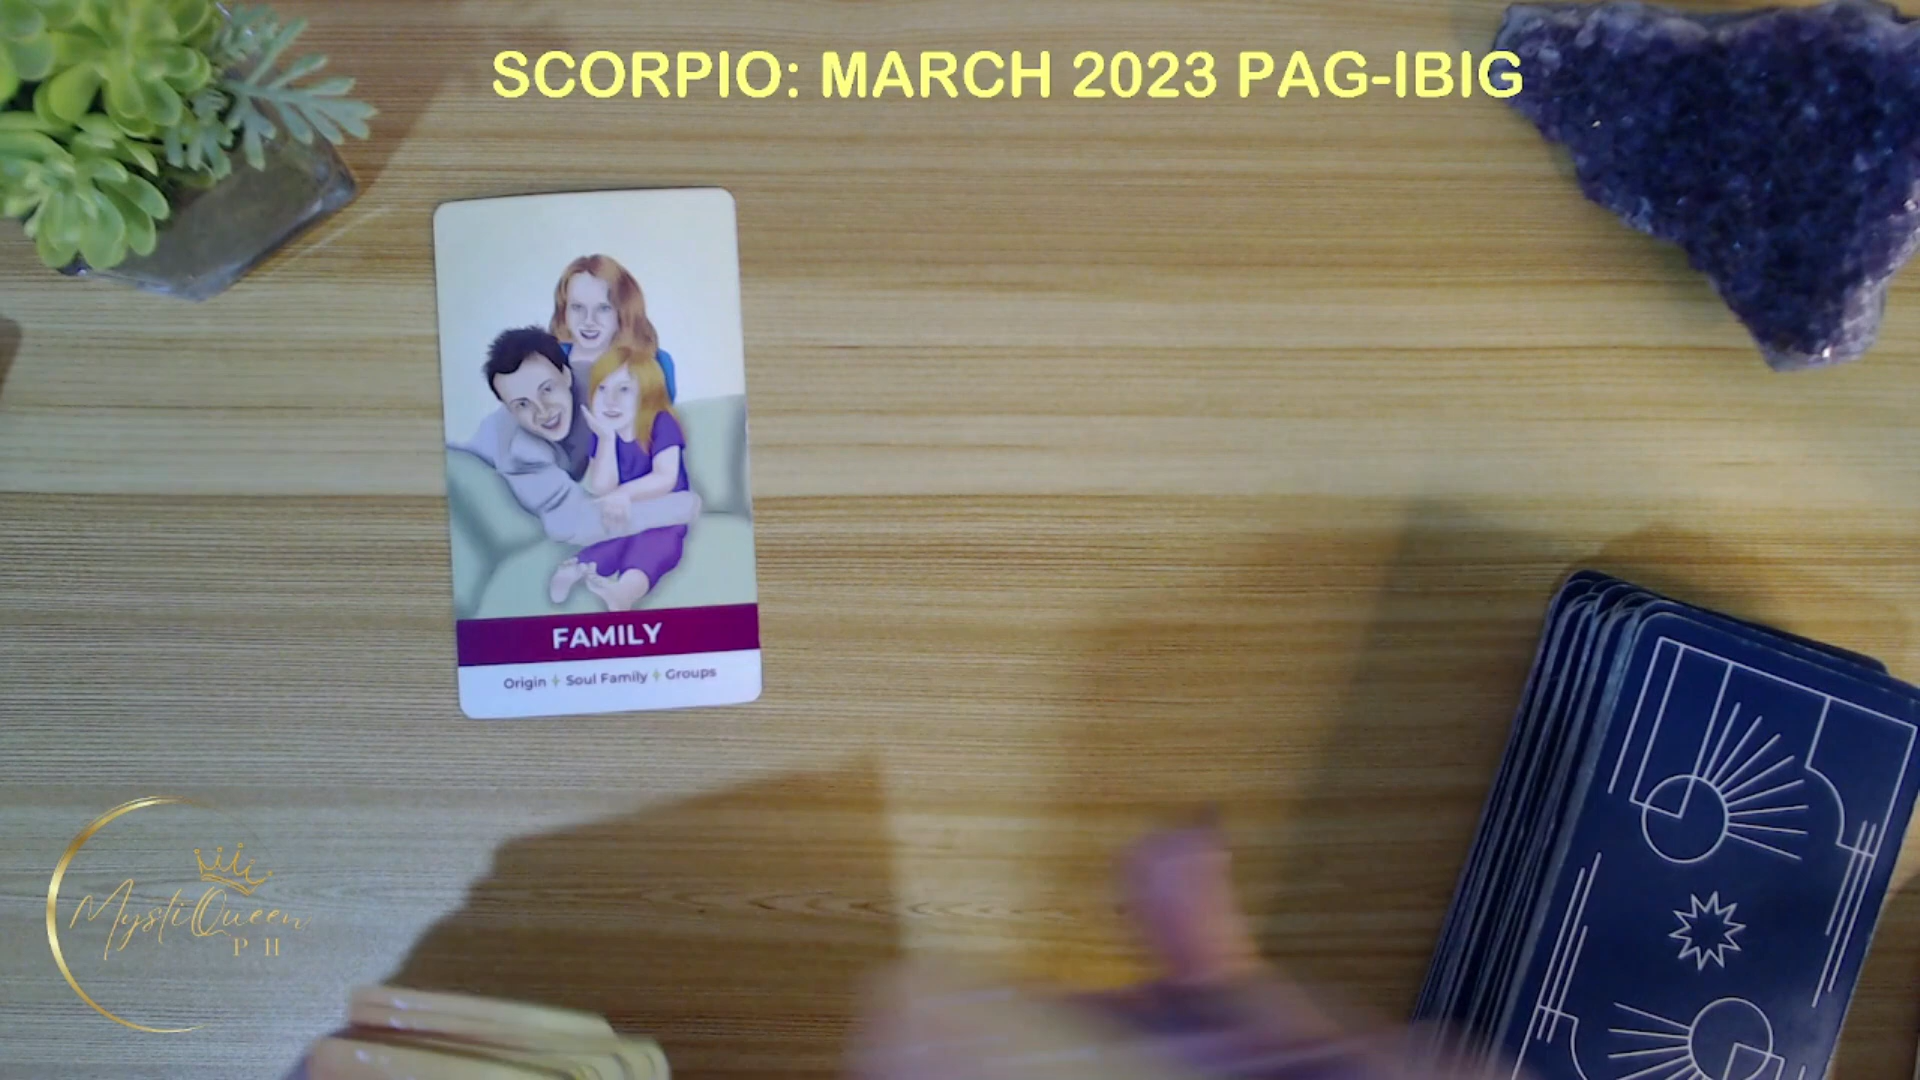 SCORPIO: MARCH 2023 PAG-IBIG
FAMILY
Origin + Soul Family + Groups
MystiQueen
PH